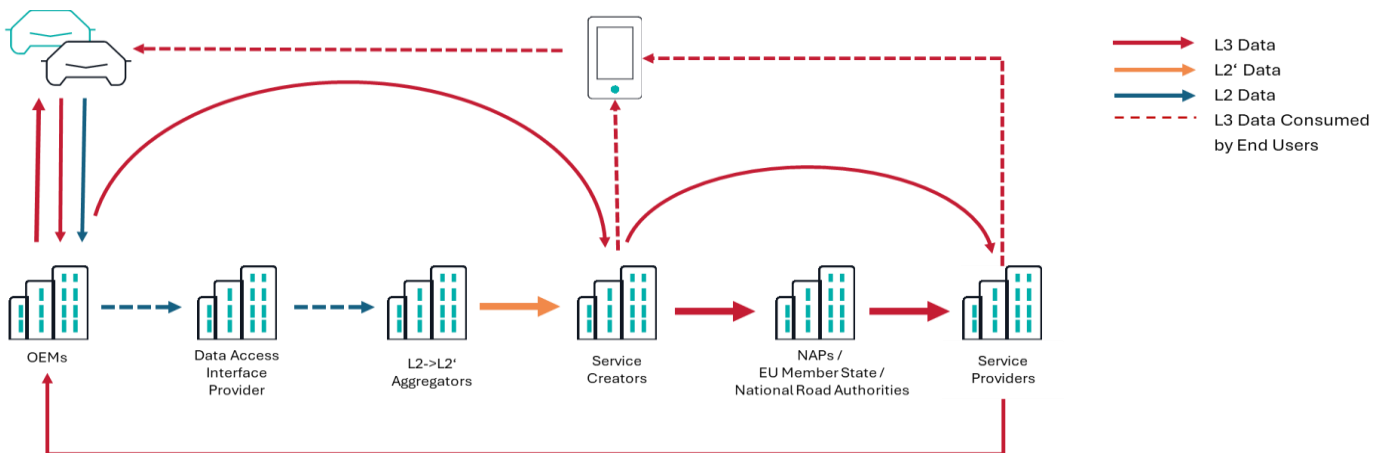 L3 Data
L2‘ Data
L2 Data
L3 Data Consumed
by End Users
OEMs
Data Access
Interface
Provider
L2->L2‘
Aggregators
Service
Creators
NAPs /
EU Member State /
National Road Authorities
Service
Providers